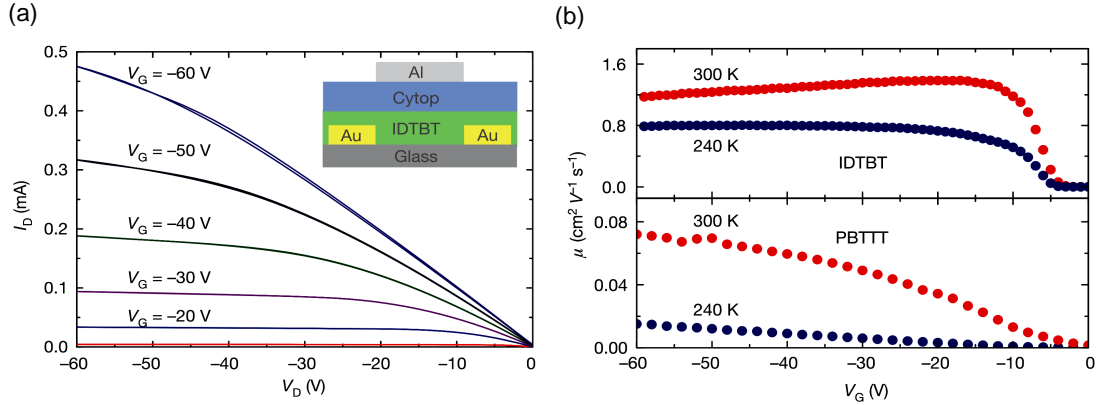 (a)
0.5
0.4
0.3
0.2
0.1
0.0
I_D (mA)
V_G = −60 V
V_G = −50 V
V_G = −40 V
V_G = −30 V
V_G = −20 V
Al
Cytop
IDTBT
Au
Au
Glass
−60 −50 −40 −30 −20 −10 0
V_D (V)
(b)
1.6
0.8
0.0
0.08
0.04
0.00
μ (cm² V⁻¹ s⁻¹)
300 K
240 K
IDTBT
300 K
PBTTT
240 K
−60 −50 −40 −30 −20 −10 0
V_G (V)